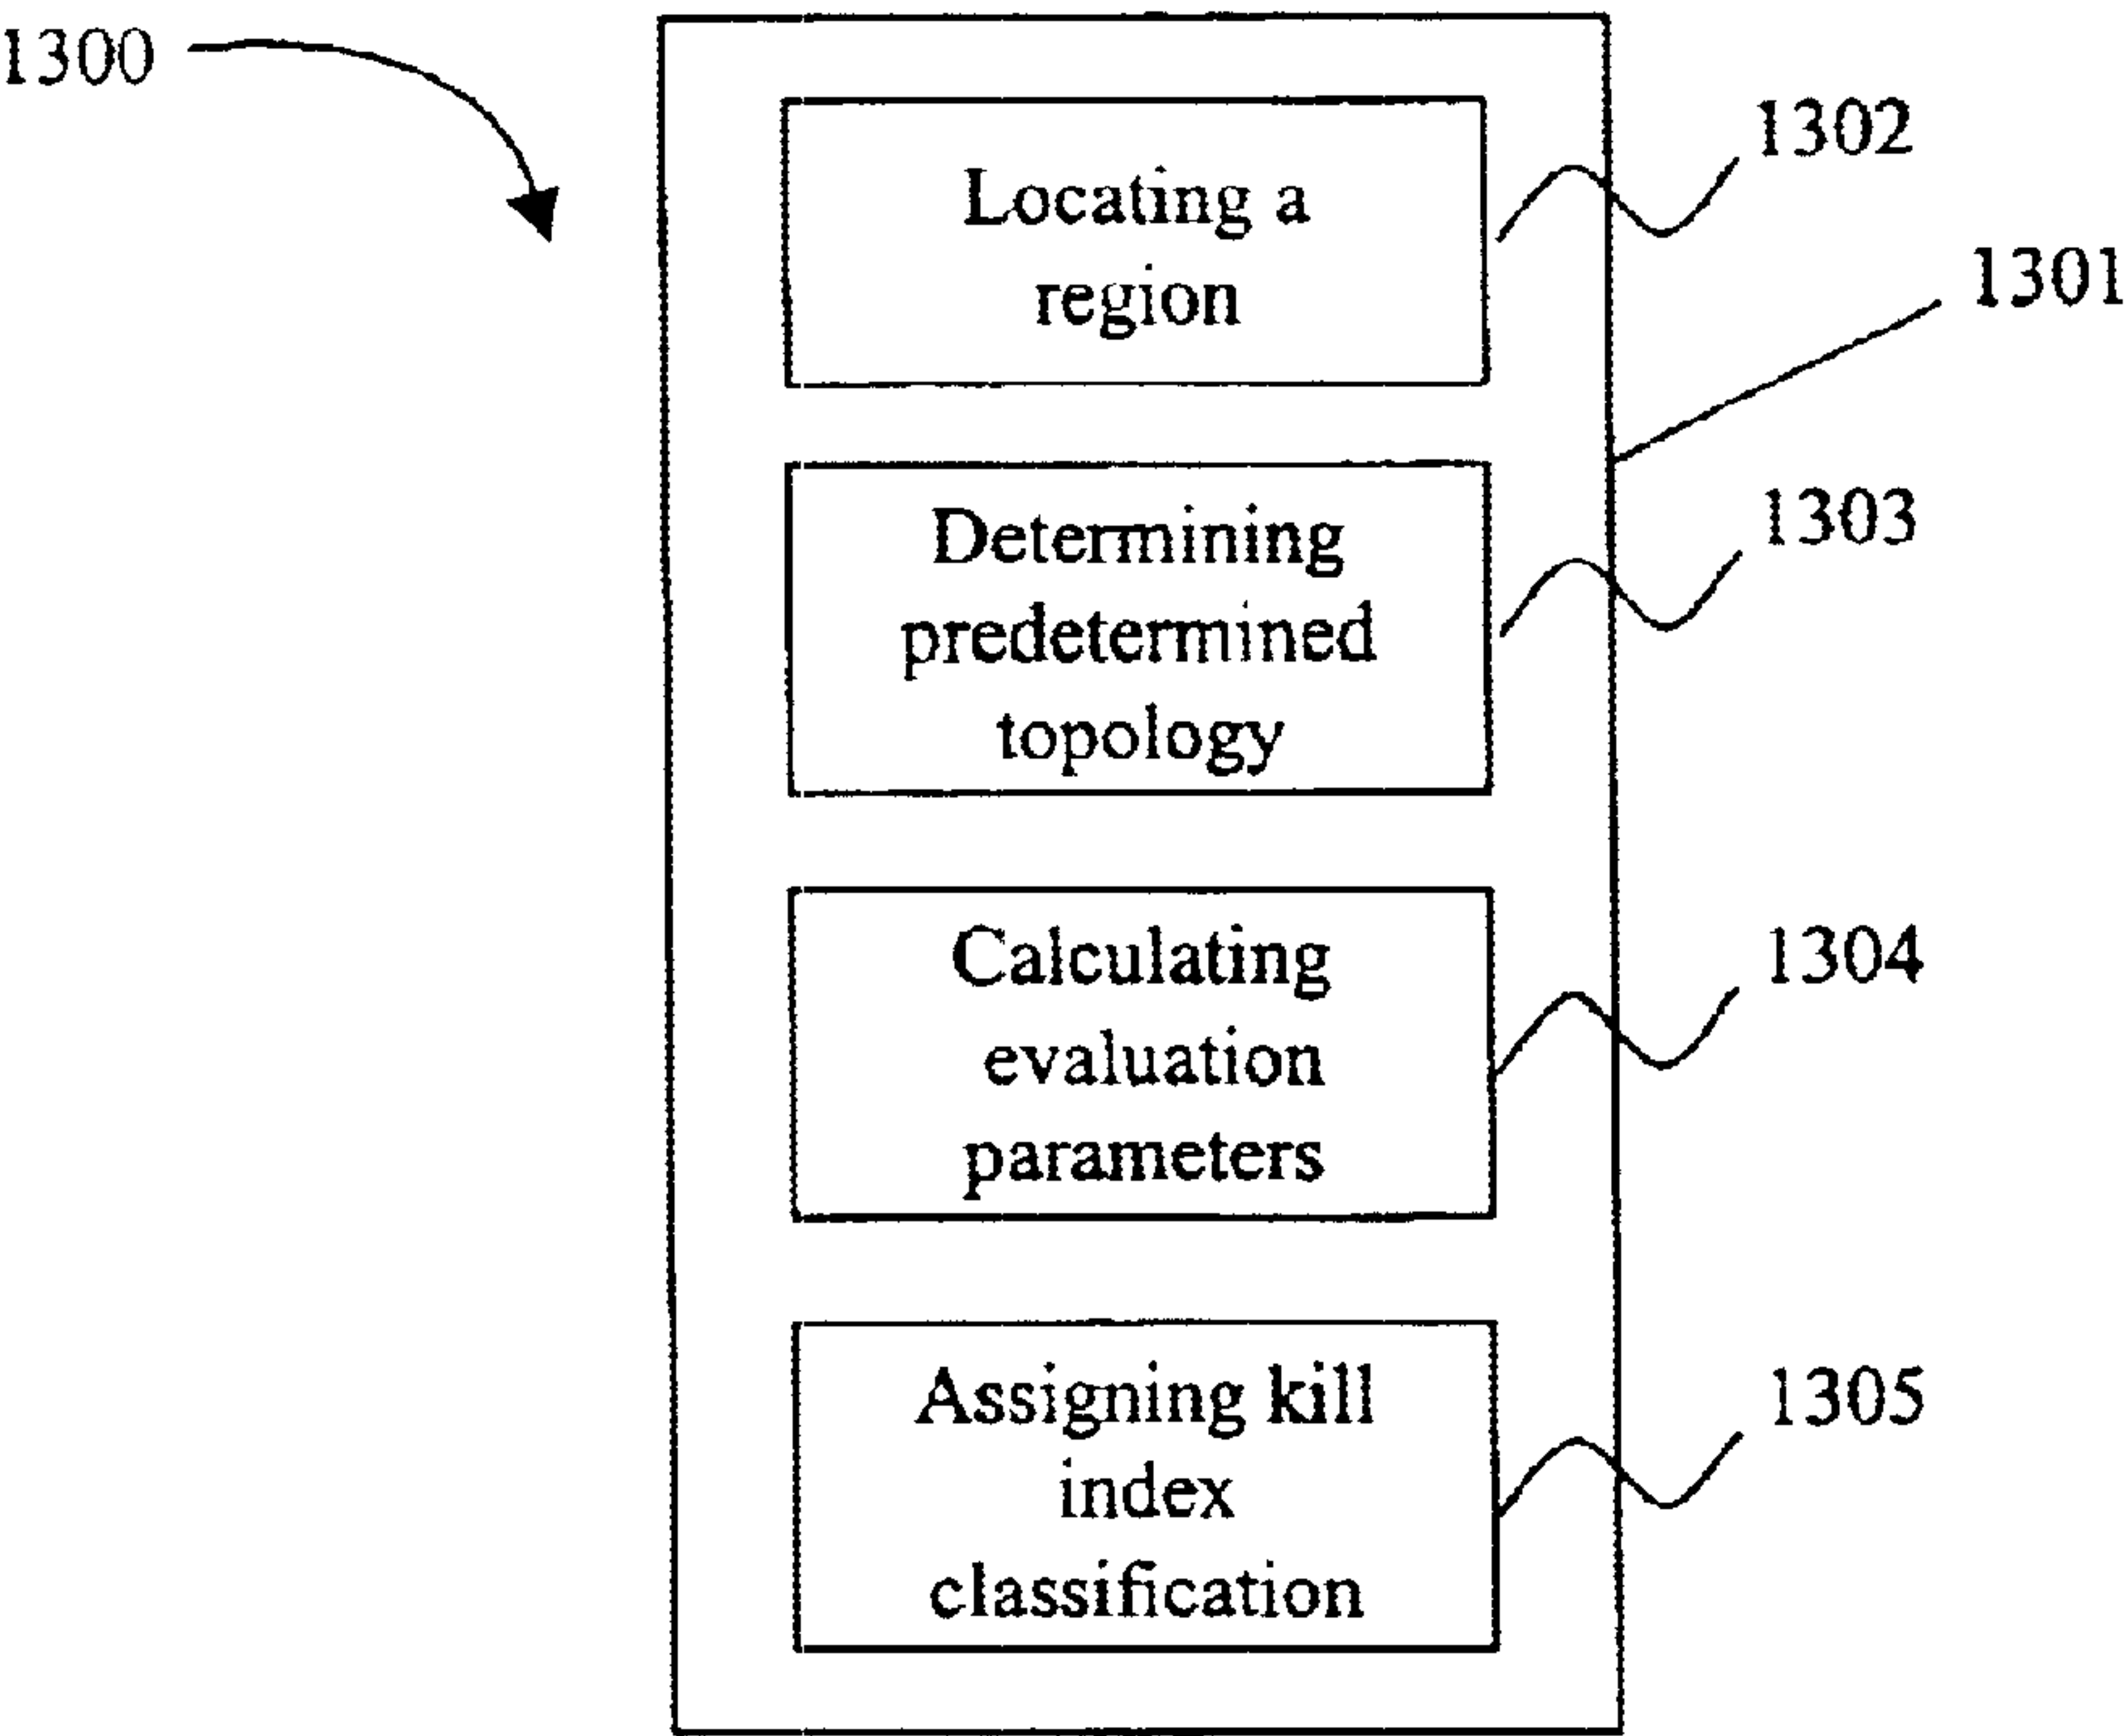 1300
1302
Locating a
region
1301
1303
Determining
predetermined
topology
1304
Calculating
evaluation
parameters
1305
Assigning kill
index
classification